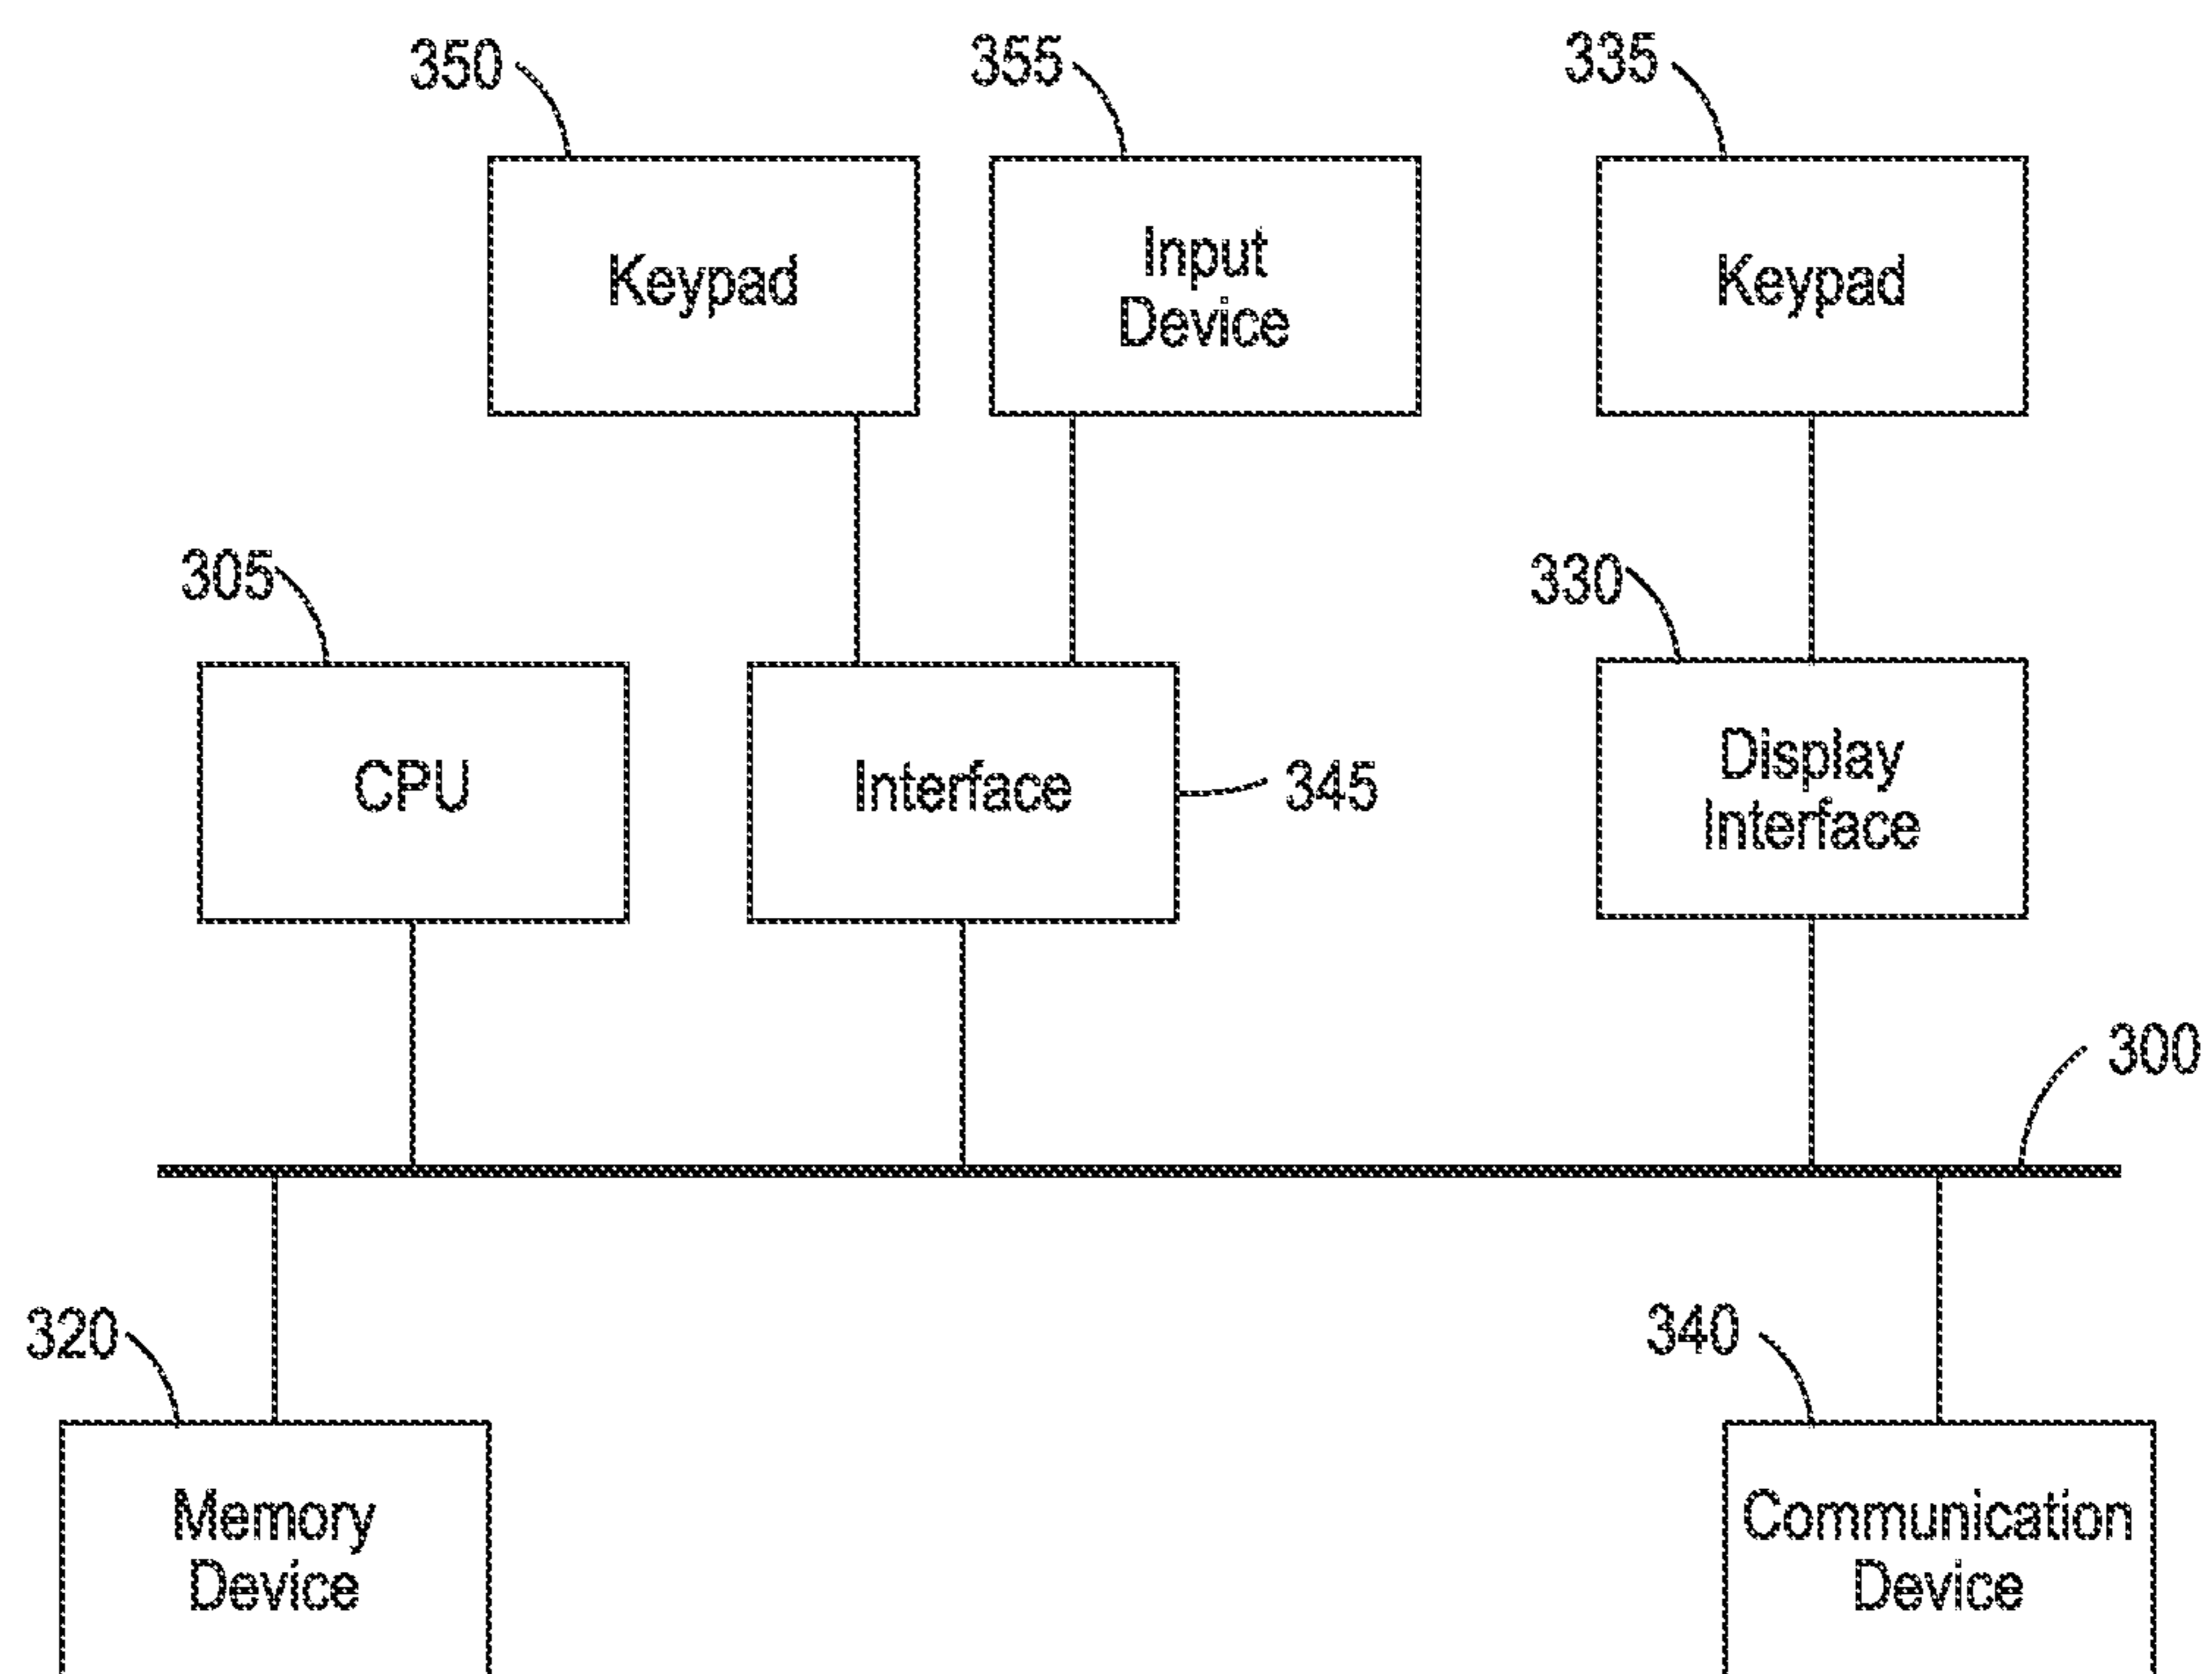 350
355
335
Keypad
Input
Device
Keypad
305
330
CPU
Interface
345
Display
Interface
300
320
340
Memory
Device
Communication
Device